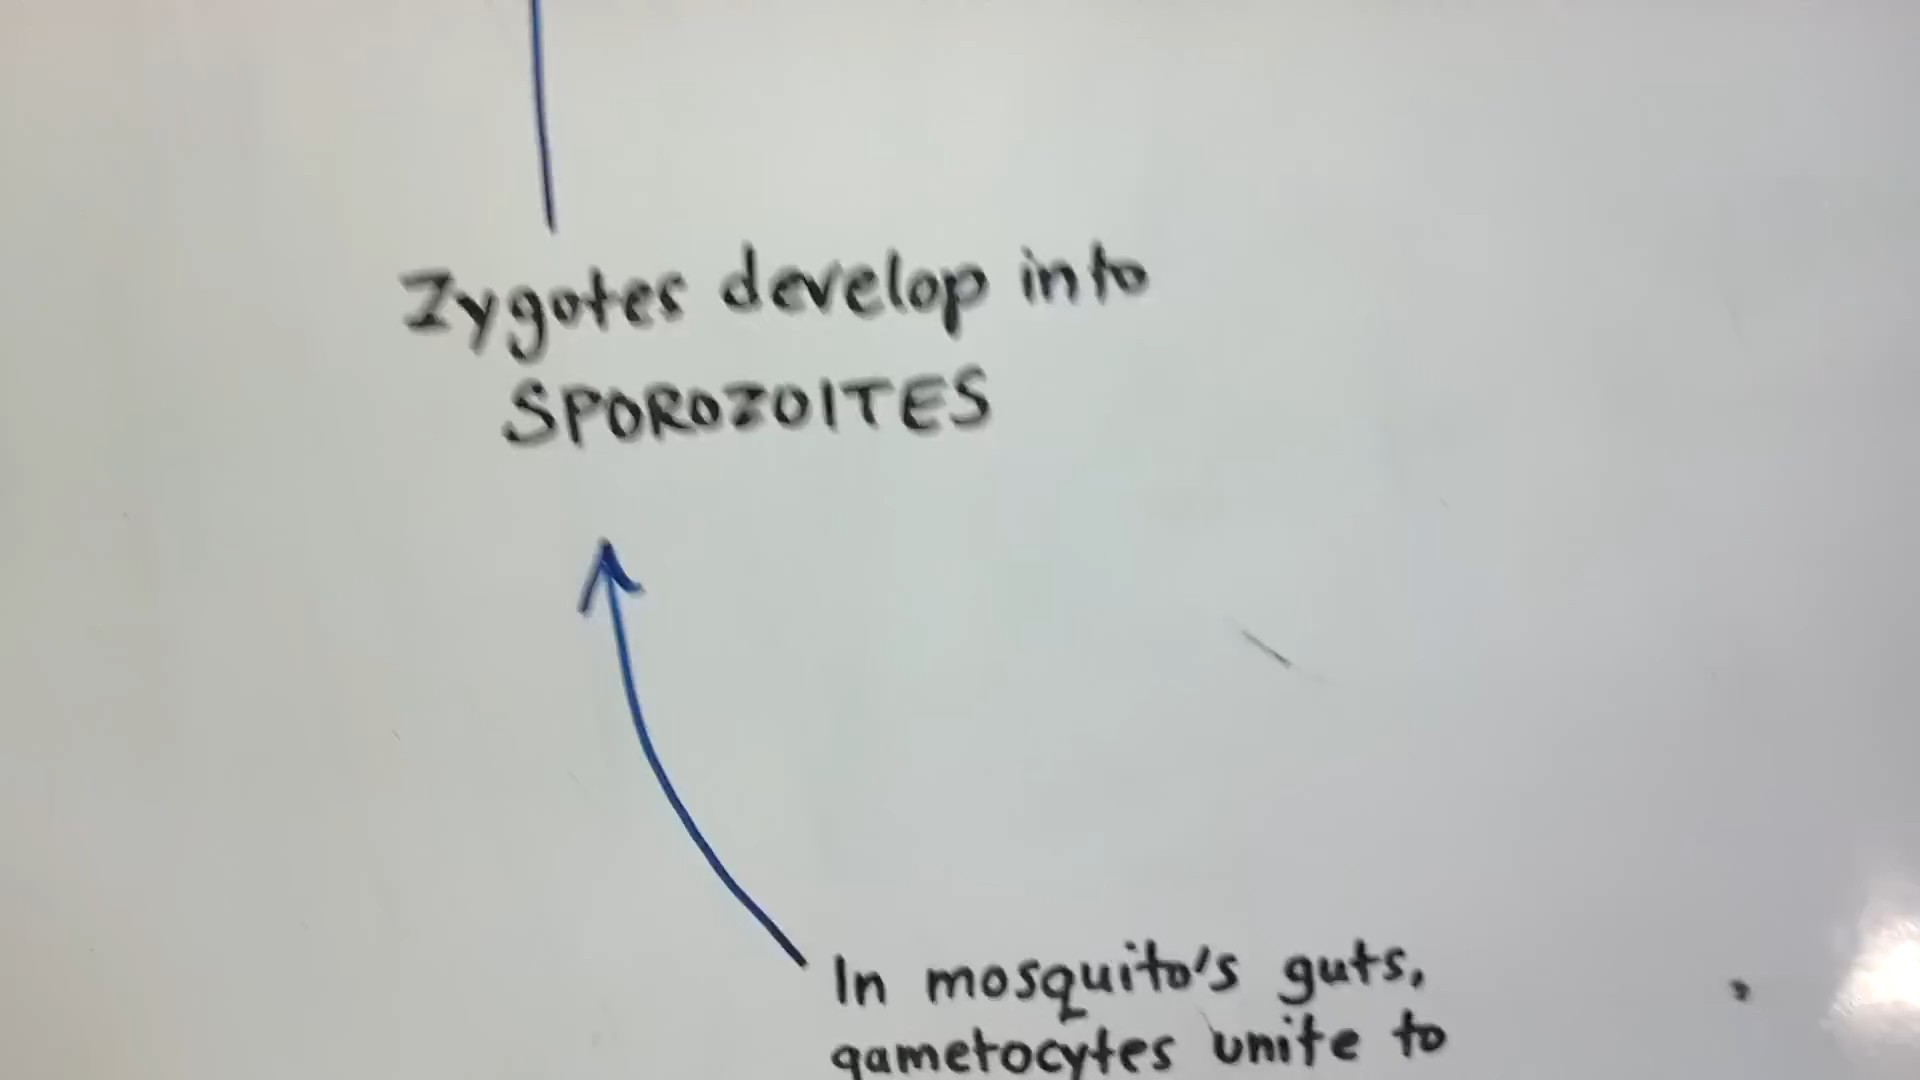 Zygotes develop into
SPOROZOITES
In mosquito's guts,
gametocytes unite to